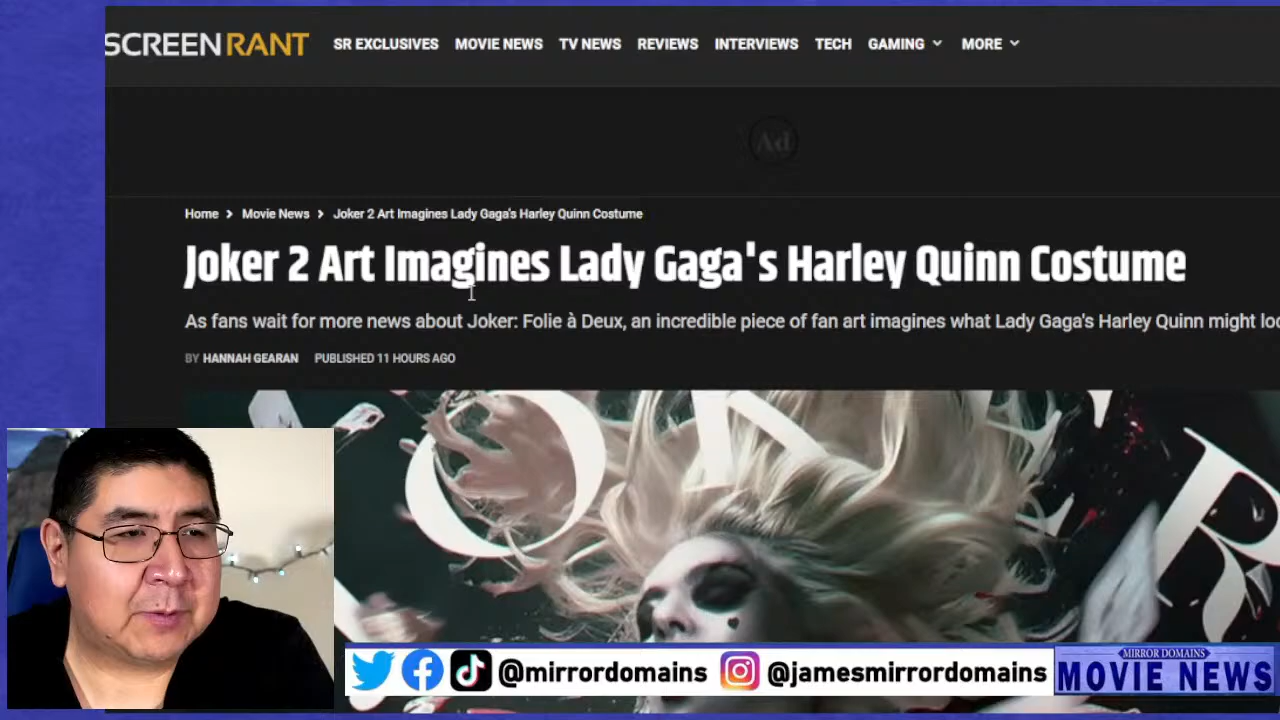 SCREENRANT
SR EXCLUSIVES MOVIE NEWS TV NEWS REVIEWS INTERVIEWS TECH GAMING MORE
Ad
Home > Movie News > Joker 2 Art Imagines Lady Gaga's Harley Quinn Costume
Joker 2 Art Imagines Lady Gaga's Harley Quinn Costume
As fans wait for more news about Joker: Folie à Deux, an incredible piece of fan art imagines what Lady Gaga's Harley Quinn might
BY HANNAH GEARAN PUBLISHED 11 HOURS AGO
O K E R
@mirrordomains @jamesmirrordomains
MIRROR DOMAINS
MOVIE NEWS